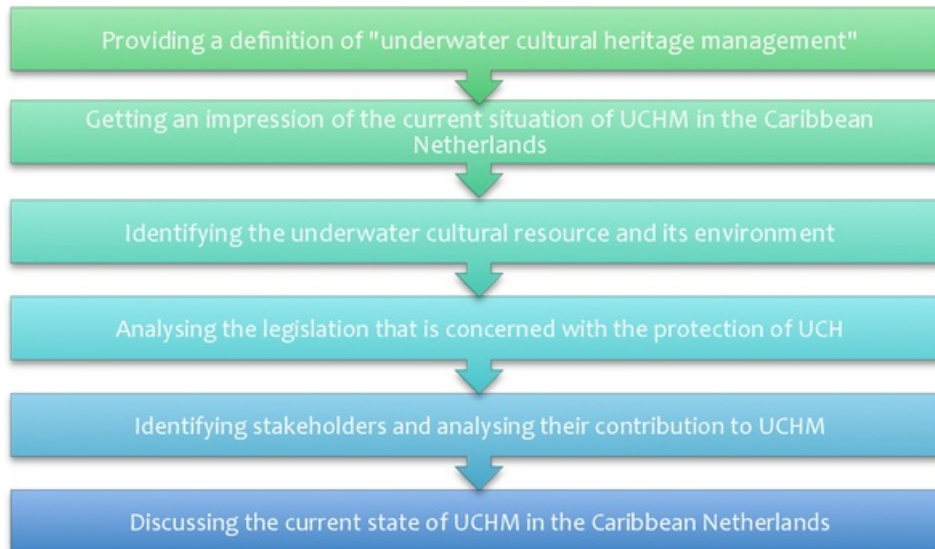 Providing a definition of "underwater cultural heritage management"
Getting an impression of the current situation of UCHM in the Caribbean
Netherlands
Identifying the underwater cultural resource and its environment
Analysing the legislation that is concerned with the protection of UCH
Identifying stakeholders and analysing their contribution to UCHM
Discussing the current state of UCHM in the Caribbean Netherlands